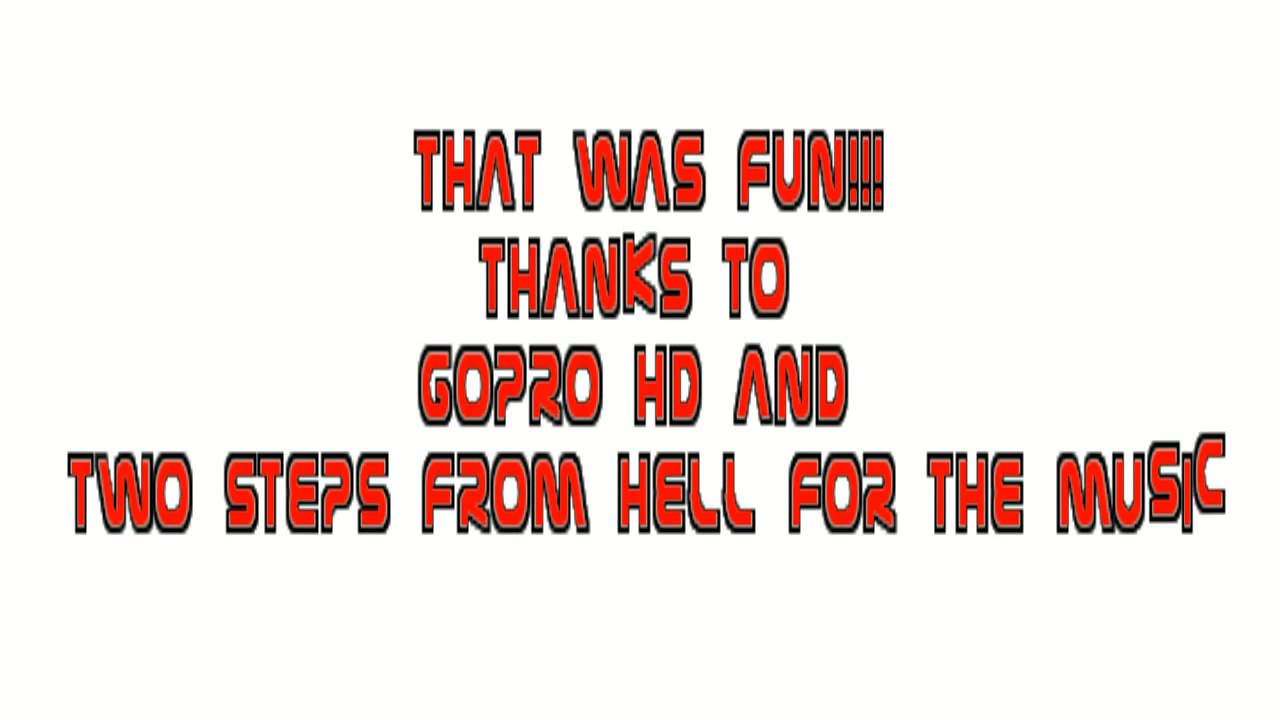 THAT WAS FUN!!!
THANKS TO
GOPRO HD AND
TWO STEPS FROM HELL FOR THE MUSIC